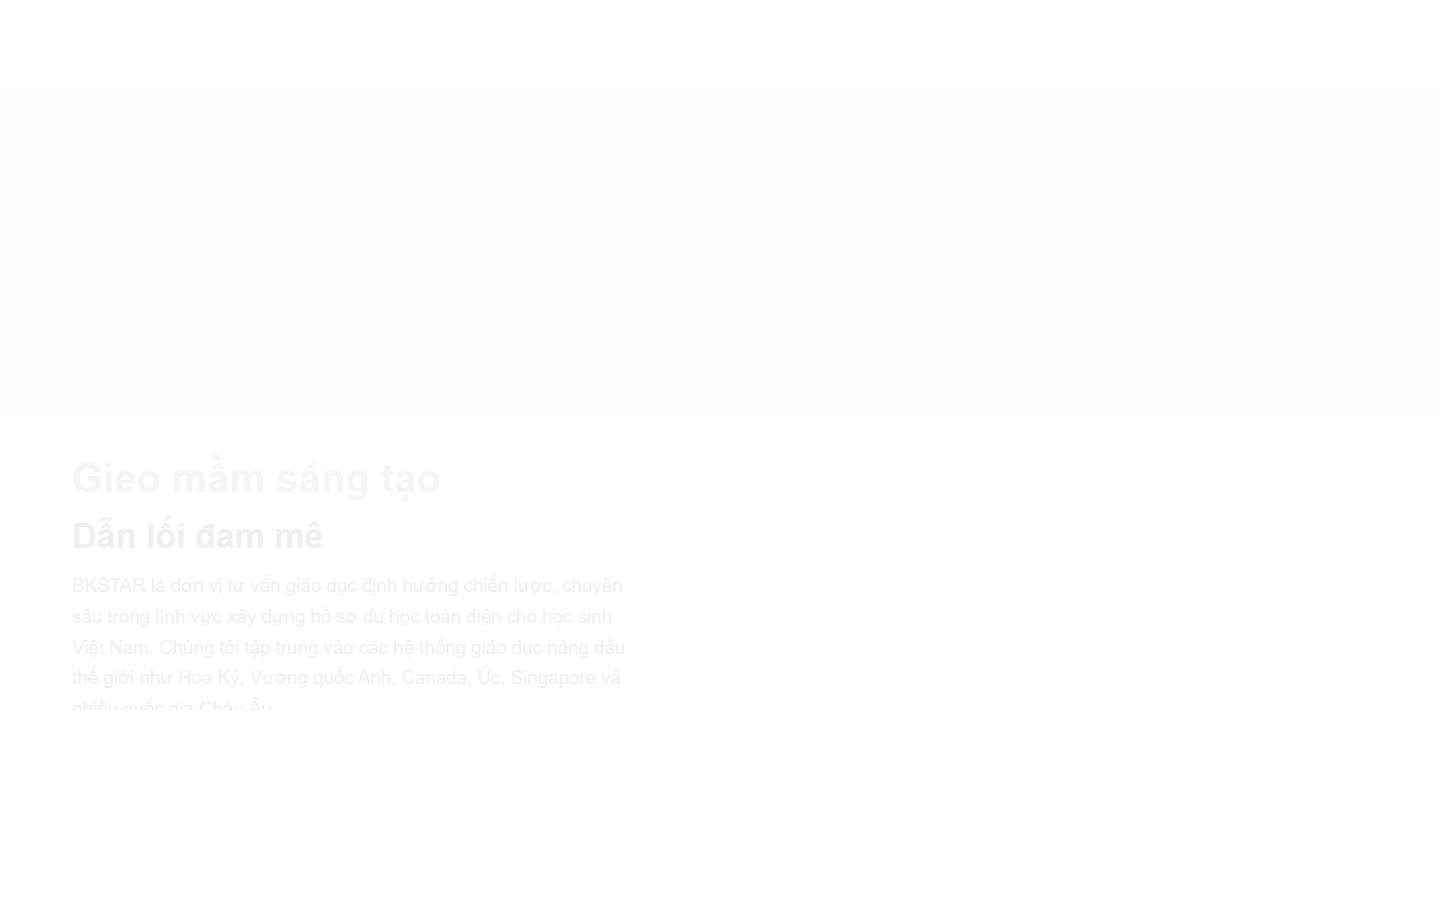 Gieo mầm sáng tạo
Dẫn lối đam mê
BKSTAR là đơn vị tư vấn giáo dục định hướng chiến lược, chuyên
sâu trong lĩnh vực xây dựng hồ sơ du học toàn diện cho học sinh
Việt Nam. Chúng tôi tập trung vào các hệ thống giáo dục hàng đầu
thế giới như Hoa Kỳ, Vương quốc Anh, Canada, Úc, Singapore và
nhiều quốc gia Châu Âu